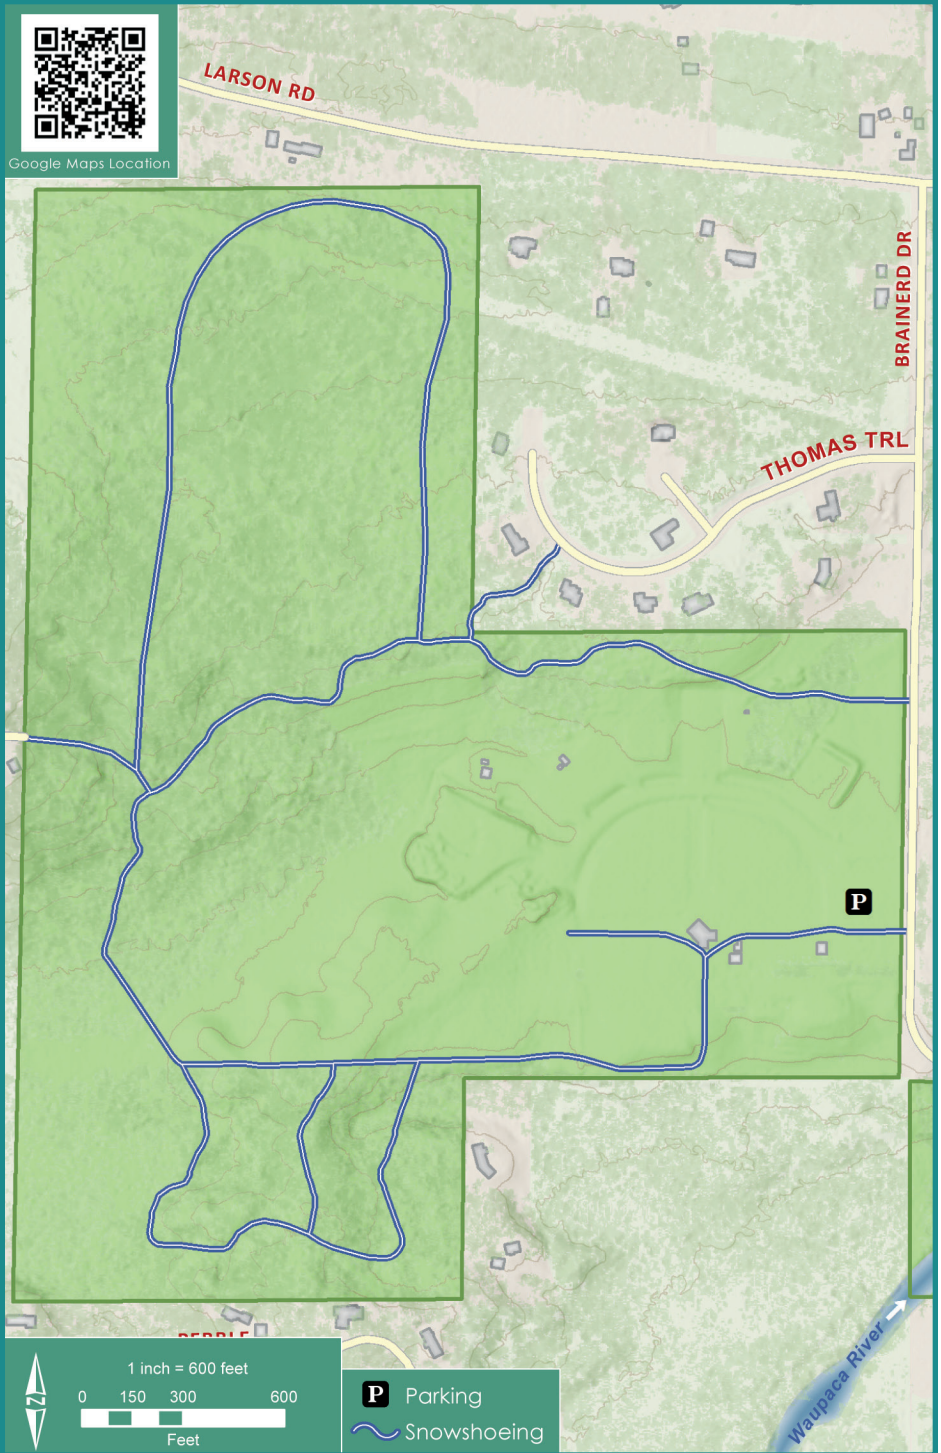 Google Maps Location
LARSON RD
BRAINERD DR
THOMAS TRL
P
Waupaca River
N
1 inch = 600 feet
0 150 300 600
Feet
P Parking
Snowshoeing